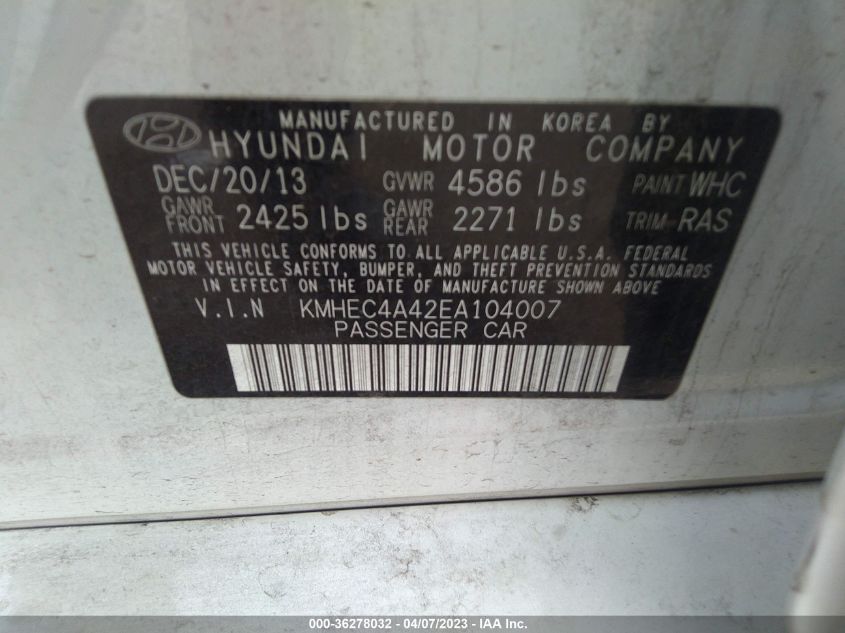 MANUFACTURED IN KOREA BY
HYUNDAI MOTOR COMPANY
DEC/20/13 GVWR 4586 lbs PAINT WHC
GAWR FRONT 2425 lbs GAWR REAR 2271 lbs TRIM RAS
THIS VEHICLE CONFORMS TO ALL APPLICABLE U.S.A. FEDERAL
MOTOR VEHICLE SAFETY, BUMPER, AND THEFT PREVENTION STANDARDS
IN EFFECT ON THE DATE OF MANUFACTURE SHOWN ABOVE.
V.I.N KMHEC4A42EA104007
PASSENGER CAR
000-36278032 - 04/07/2023 - IAA Inc.